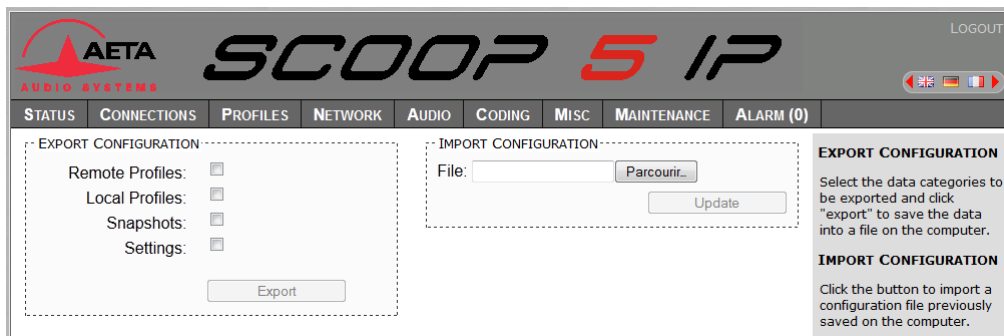 AETA
AUDIO SYSTEMS
SCOOP 5 IP
LOGOUT
STATUS CONNECTIONS PROFILES NETWORK AUDIO CODING MISC MAINTENANCE ALARM (0)
EXPORT CONFIGURATION
Remote Profiles:
Local Profiles:
Snapshots:
Settings:
Export
IMPORT CONFIGURATION
File: Parcourir...
Update
EXPORT CONFIGURATION
Select the data categories to
be exported and click
"export" to save the data
into a file on the computer.
IMPORT CONFIGURATION
Click the button to import a
configuration file previously
saved on the computer.